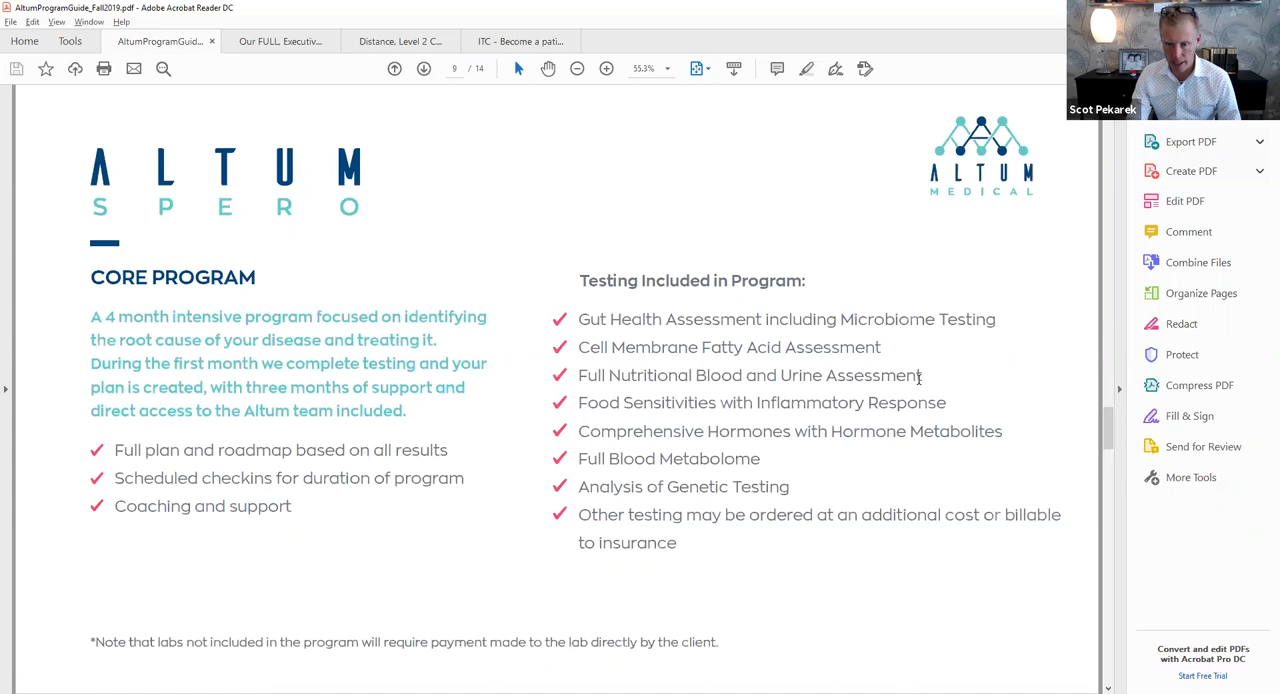 AltumProgramGuide_Fall2019.pdf - Adobe Acrobat Reader DC
File Edit View Window Help
Home Tools AltumProgramGuid... × Our FULL, Executiv... Distance, Level 2 C... ITC - Become a pati...
9 / 14 55.3%
Scot Pekarek
ALTUM
SPERO
ALTUM
MEDICAL
CORE PROGRAM
A 4 month intensive program focused on identifying
the root cause of your disease and treating it.
During the first month we complete testing and your
plan is created, with three months of support and
direct access to the Altum team included.
Full plan and roadmap based on all results
Scheduled checkins for duration of program
Coaching and support
Testing Included in Program:
Gut Health Assessment including Microbiome Testing
Cell Membrane Fatty Acid Assessment
Full Nutritional Blood and Urine Assessment
Food Sensitivities with Inflammatory Response
Comprehensive Hormones with Hormone Metabolites
Full Blood Metabolome
Analysis of Genetic Testing
Other testing may be ordered at an additional cost or billable
to insurance
*Note that labs not included in the program will require payment made to the lab directly by the client.
Export PDF
Create PDF
Edit PDF
Comment
Combine Files
Organize Pages
Redact
Protect
Compress PDF
Fill & Sign
Send for Review
More Tools
Convert and edit PDFs
with Acrobat Pro DC
Start Free Trial